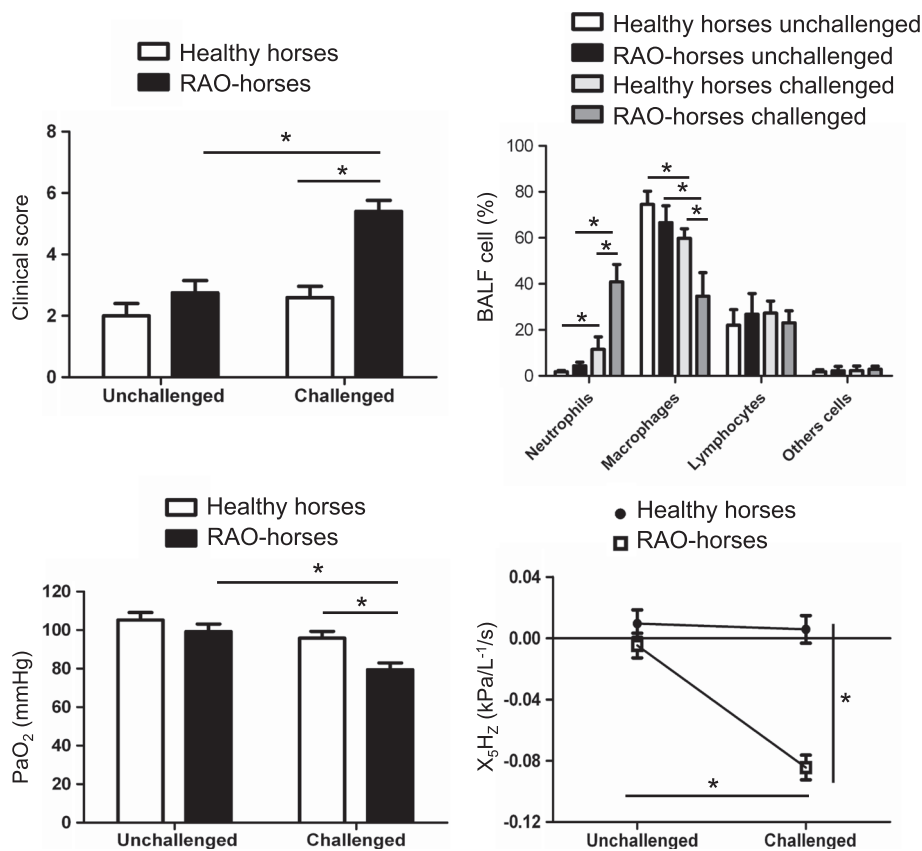 Healthy horses
RAO-horses
Clinical score
8
6
4
2
0
*
*
Unchallenged Challenged
Healthy horses unchallenged
RAO-horses unchallenged
Healthy horses challenged
RAO-horses challenged
BALF cell (%)
100
80
60
40
20
0
*
*
*
*
*
*
Neutrophils
Macrophages
Lymphocytes
Others cells
Healthy horses
RAO-horses
PaO2 (mmHg)
120
100
80
60
40
20
0
*
*
Unchallenged Challenged
Healthy horses
RAO-horses
X5HZ (kPa/L-1/s)
0.04
0.00
-0.04
-0.08
-0.12
*
*
Unchallenged Challenged